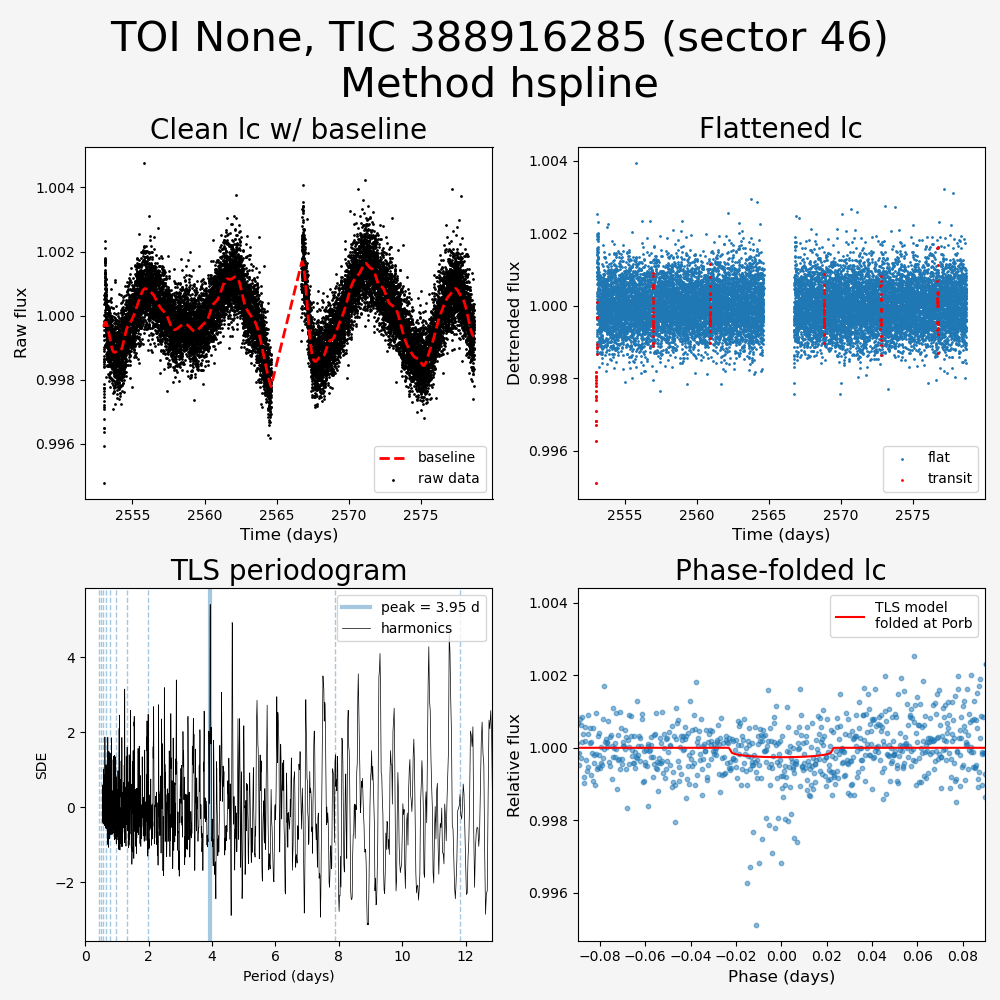 TOI None, TIC 388916285 (sector 46)
Method hspline
Clean lc w/ baseline
Raw flux
0.996
0.998
1.000
1.002
1.004
2555
2560
2565
2570
2575
Time (days)
baseline
raw data
Flattened lc
Detrended flux
0.996
0.998
1.000
1.002
1.004
2555
2560
2565
2570
2575
Time (days)
flat
transit
TLS periodogram
SDE
−2
0
2
4
0
2
4
6
8
10
12
Period (days)
peak = 3.95 d
harmonics
Phase-folded lc
Relative flux
0.996
0.998
1.000
1.002
1.004
−0.08
−0.06
−0.04
−0.02
0.00
0.02
0.04
0.06
0.08
Phase (days)
TLS model
folded at Porb